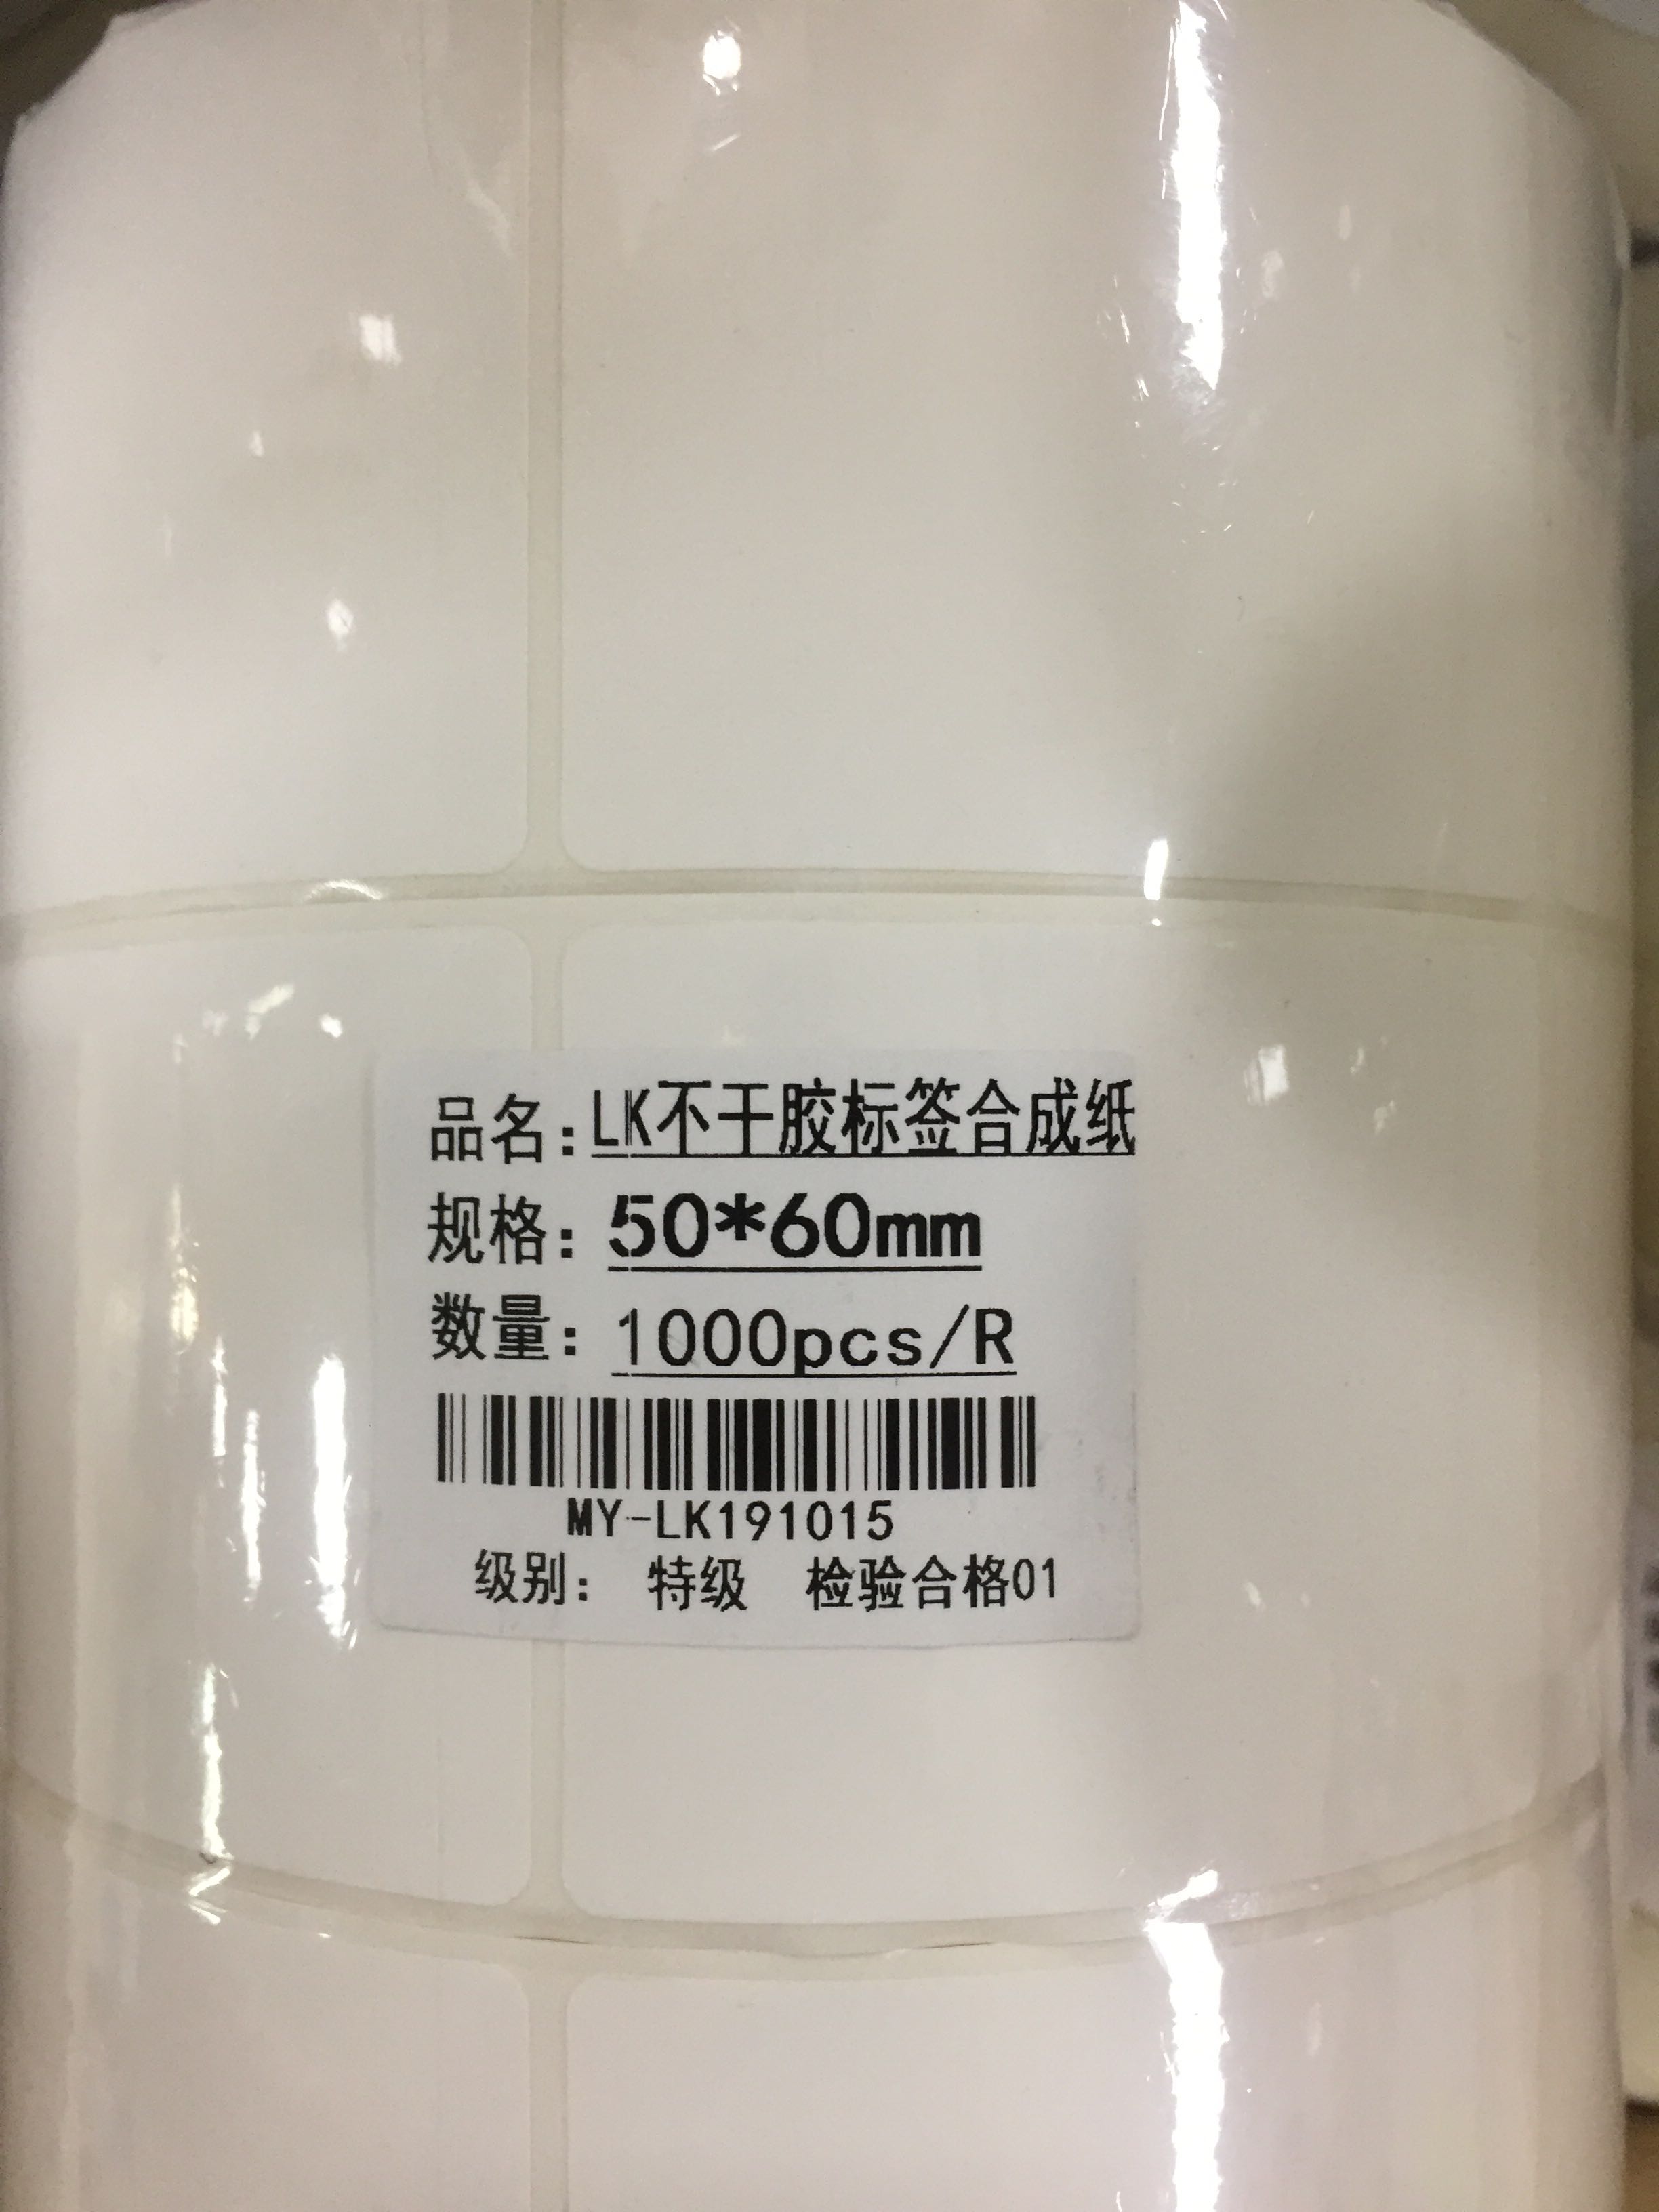 品名：LK不干胶标签合成纸
规格：50*60mm
数量：1000pcs/R
MY-LK191015
级别： 特级 检验合格01